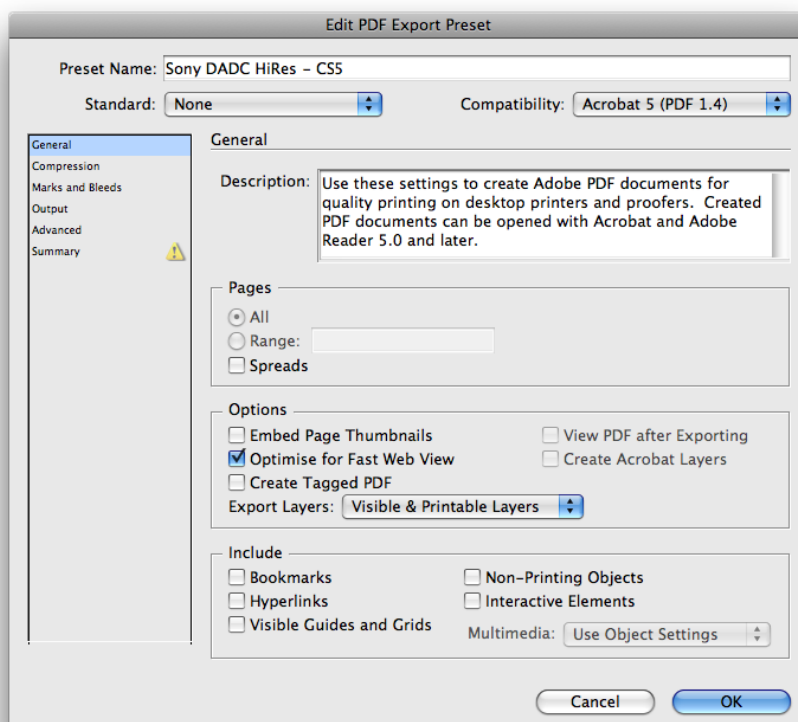 Edit PDF Export Preset
Preset Name: Sony DADC HiRes – CS5
Standard: None
Compatibility: Acrobat 5 (PDF 1.4)
General
Compression
Marks and Bleeds
Output
Advanced
Summary
General
Description: Use these settings to create Adobe PDF documents for
quality printing on desktop printers and proofers.  Created
PDF documents can be opened with Acrobat and Adobe
Reader 5.0 and later.
Pages
All
Range:
Spreads
Options
Embed Page Thumbnails
View PDF after Exporting
Optimise for Fast Web View
Create Acrobat Layers
Create Tagged PDF
Export Layers: Visible & Printable Layers
Include
Bookmarks
Non-Printing Objects
Hyperlinks
Interactive Elements
Visible Guides and Grids
Multimedia: Use Object Settings
Cancel
OK